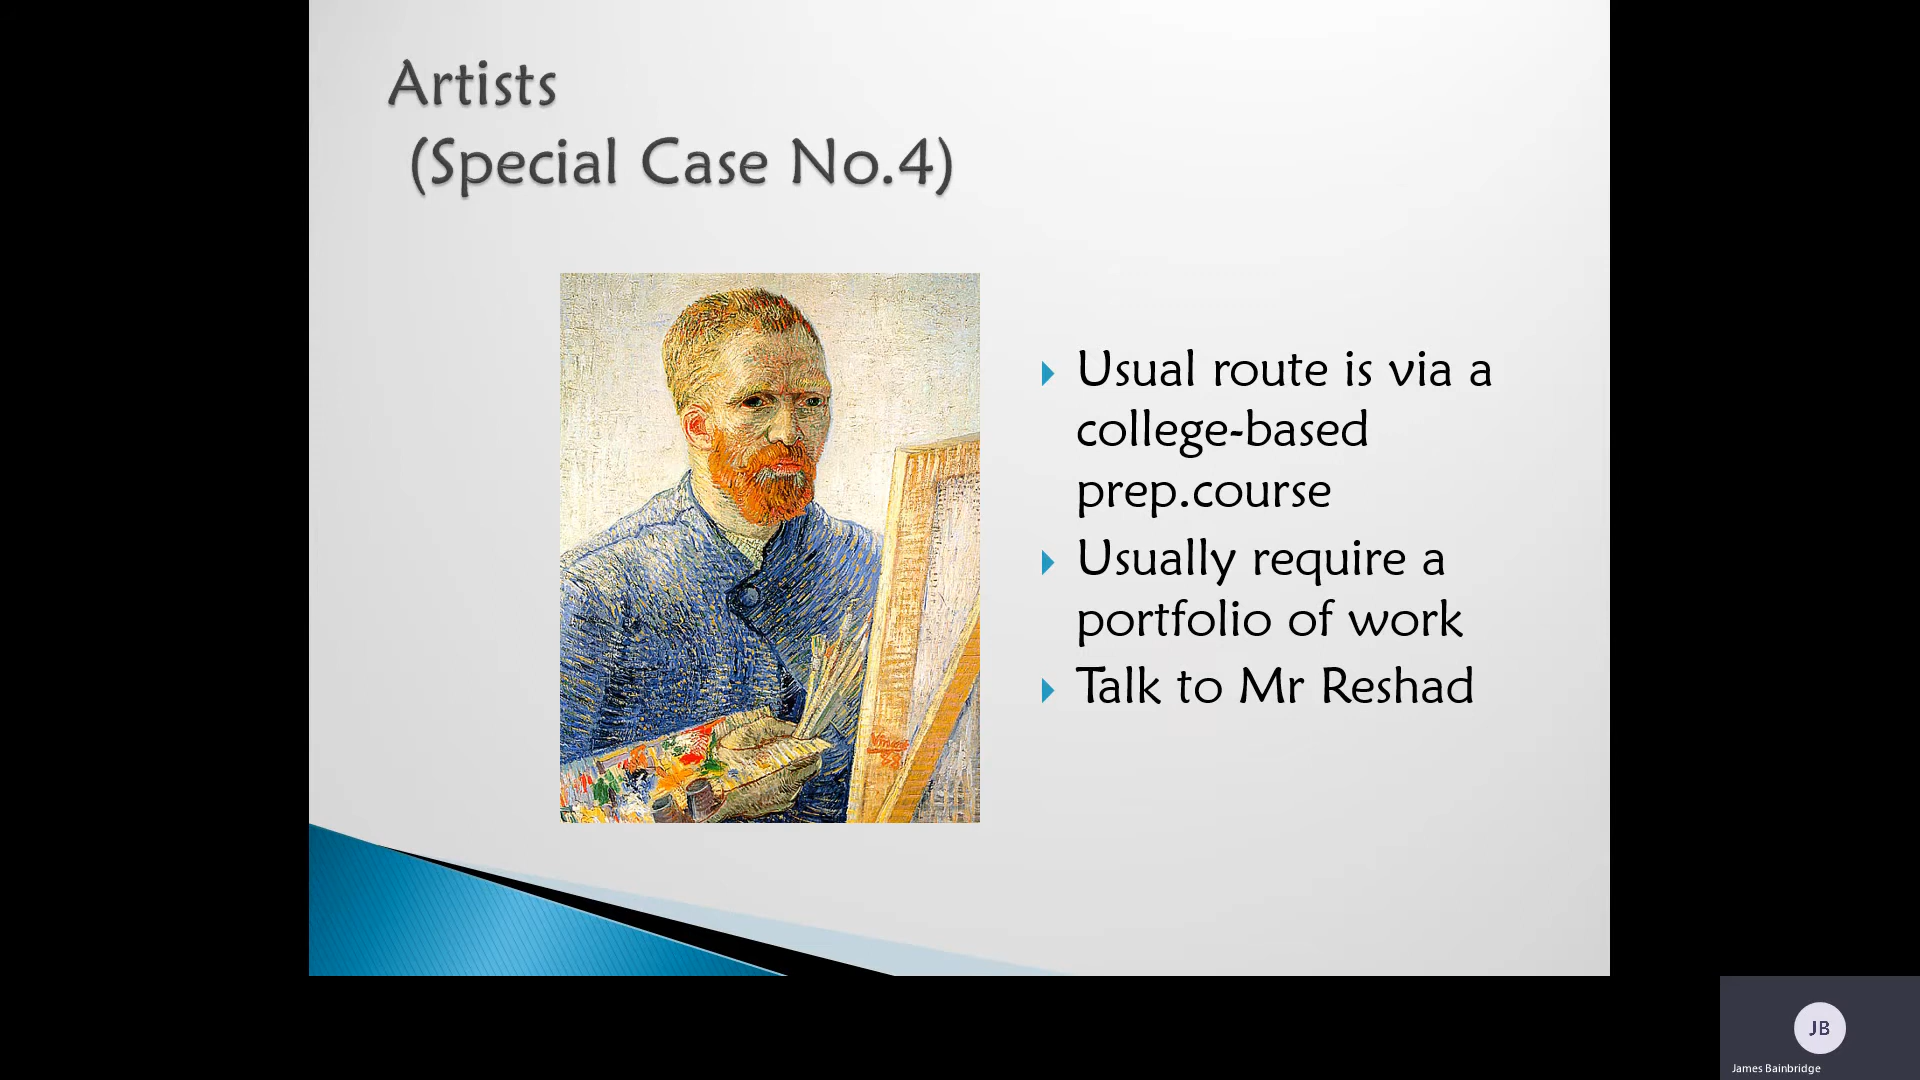 Artists
(Special Case No.4)
Usual route is via a
college-based
prep.course
Usually require a
portfolio of work
Talk to Mr Reshad
JB
James Bainbridge